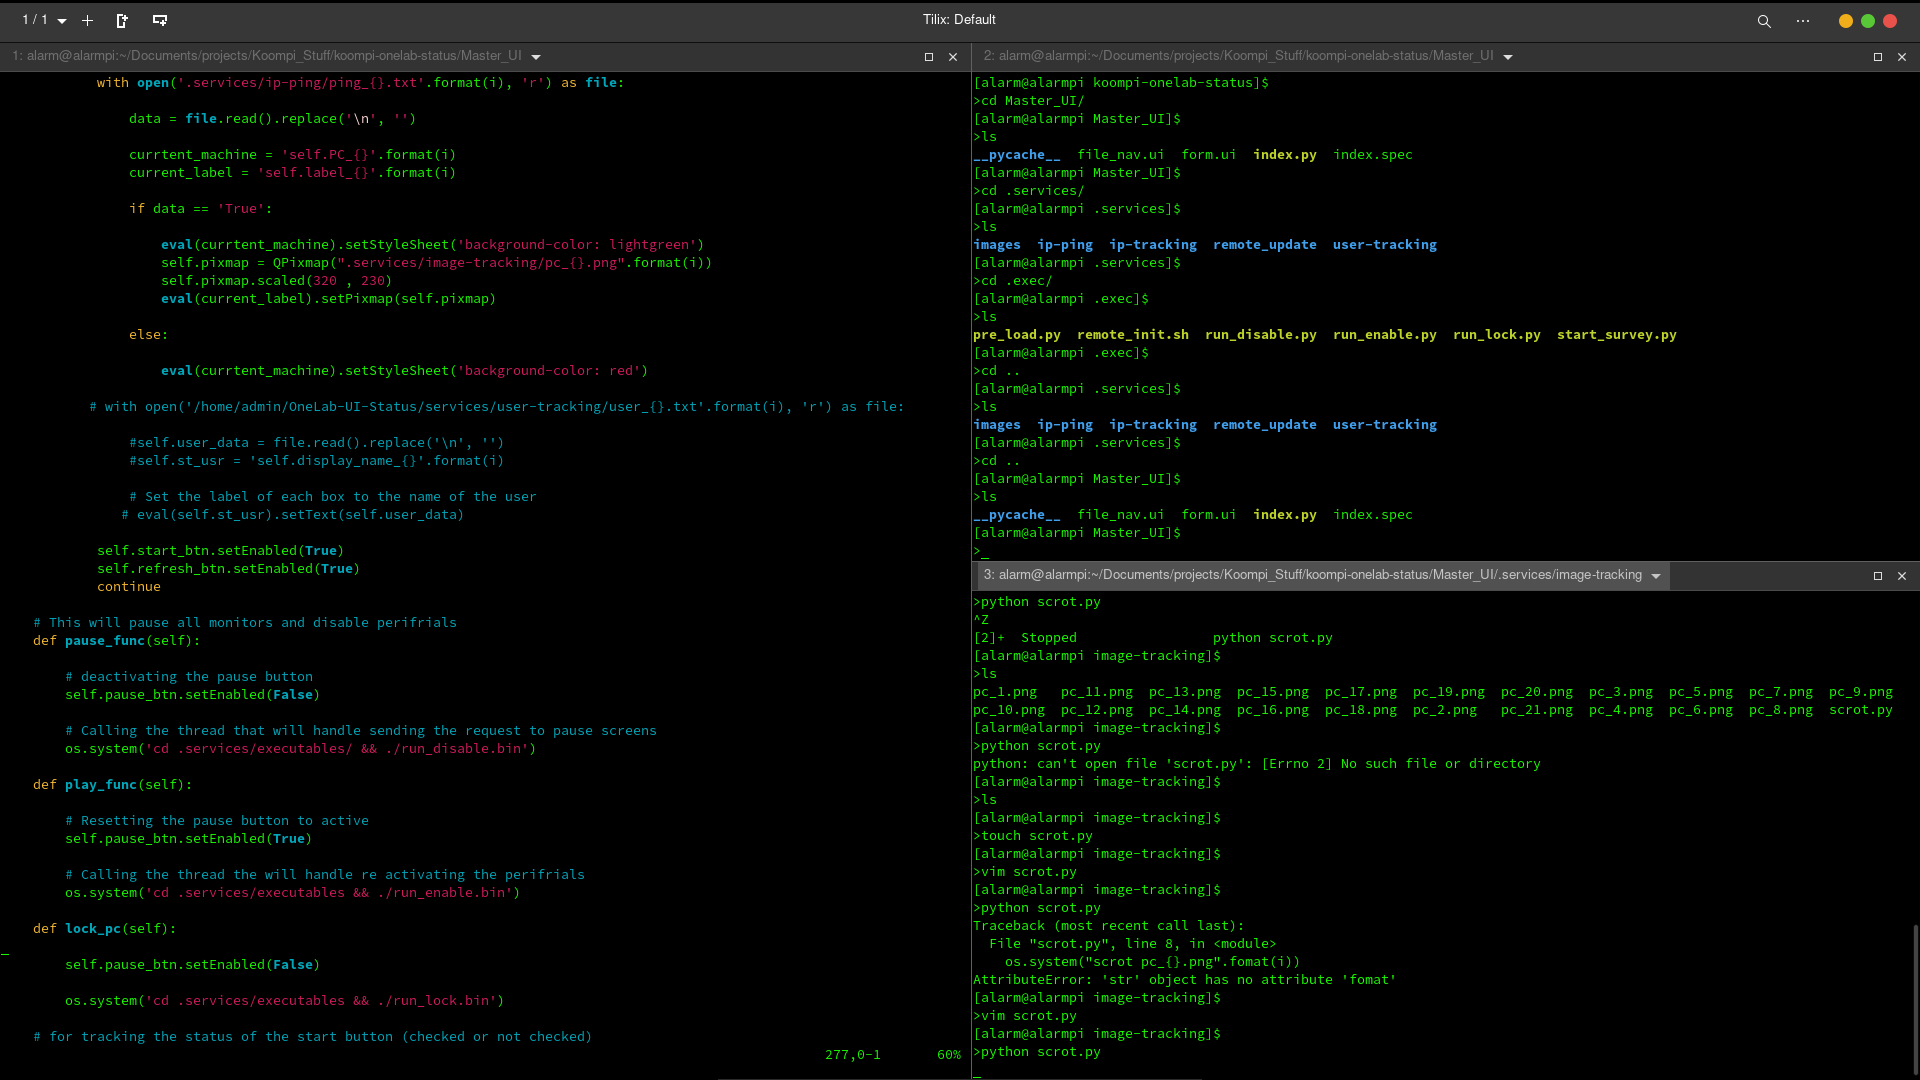 1 / 1
Tilix: Default
1: alarm@alarmpi:~/Documents/projects/Koompi_Stuff/koompi-onelab-status/Master_UI
with open('.services/ip-ping/ping_{}.txt'.format(i), 'r') as file:
data = file.read().replace('\n', '')
currtent_machine = 'self.PC_{}'.format(i)
current_label = 'self.label_{}'.format(i)
if data == 'True':
eval(currtent_machine).setStyleSheet('background-color: lightgreen')
self.pixmap = QPixmap(".services/image-tracking/pc_{}.png".format(i))
self.pixmap.scaled(320 , 230)
eval(current_label).setPixmap(self.pixmap)
else:
eval(currtent_machine).setStyleSheet('background-color: red')
# with open('/home/admin/OneLab-UI-Status/services/user-tracking/user_{}.txt'.format(i), 'r') as file:
#self.user_data = file.read().replace('\n', '')
#self.st_usr = 'self.display_name_{}'.format(i)
# Set the label of each box to the name of the user
# eval(self.st_usr).setText(self.user_data)
self.start_btn.setEnabled(True)
self.refresh_btn.setEnabled(True)
continue
# This will pause all monitors and disable perifrials
def pause_func(self):
# deactivating the pause button
self.pause_btn.setEnabled(False)
# Calling the thread that will handle sending the request to pause screens
os.system('cd .services/executables/ && ./run_disable.bin')
def play_func(self):
# Resetting the pause button to active
self.pause_btn.setEnabled(True)
# Calling the thread the will handle re activating the perifrials
os.system('cd .services/executables && ./run_enable.bin')
def lock_pc(self):
self.pause_btn.setEnabled(False)
os.system('cd .services/executables && ./run_lock.bin')
# for tracking the status of the start button (checked or not checked)
277,0-1 60%
2: alarm@alarmpi:~/Documents/projects/Koompi_Stuff/koompi-onelab-status/Master_UI
[alarm@alarmpi koompi-onelab-status]$
>cd Master_UI/
[alarm@alarmpi Master_UI]$
>ls
__pycache__ file_nav.ui form.ui index.py index.spec
[alarm@alarmpi Master_UI]$
>cd .services/
[alarm@alarmpi .services]$
>ls
images ip-ping ip-tracking remote_update user-tracking
[alarm@alarmpi .services]$
>cd .exec/
[alarm@alarmpi .exec]$
>ls
pre_load.py remote_init.sh run_disable.py run_enable.py run_lock.py start_survey.py
[alarm@alarmpi .exec]$
>cd ..
[alarm@alarmpi .services]$
>ls
images ip-ping ip-tracking remote_update user-tracking
[alarm@alarmpi .services]$
>cd ..
[alarm@alarmpi Master_UI]$
>ls
__pycache__ file_nav.ui form.ui index.py index.spec
[alarm@alarmpi Master_UI]$
>_
3: alarm@alarmpi:~/Documents/projects/Koompi_Stuff/koompi-onelab-status/Master_UI/.services/image-tracking
>python scrot.py
^Z
[2]+ Stopped python scrot.py
[alarm@alarmpi image-tracking]$
>ls
pc_1.png pc_11.png pc_13.png pc_15.png pc_17.png pc_19.png pc_20.png pc_3.png pc_5.png pc_7.png pc_9.png
pc_10.png pc_12.png pc_14.png pc_16.png pc_18.png pc_2.png pc_21.png pc_4.png pc_6.png pc_8.png scrot.py
[alarm@alarmpi image-tracking]$
>python scrot.py
python: can't open file 'scrot.py': [Errno 2] No such file or directory
[alarm@alarmpi image-tracking]$
>ls
[alarm@alarmpi image-tracking]$
>touch scrot.py
[alarm@alarmpi image-tracking]$
>vim scrot.py
[alarm@alarmpi image-tracking]$
>python scrot.py
Traceback (most recent call last):
File "scrot.py", line 8, in <module>
os.system("scrot pc_{}.png".fomat(i))
AttributeError: 'str' object has no attribute 'fomat'
[alarm@alarmpi image-tracking]$
>vim scrot.py
[alarm@alarmpi image-tracking]$
>python scrot.py
_